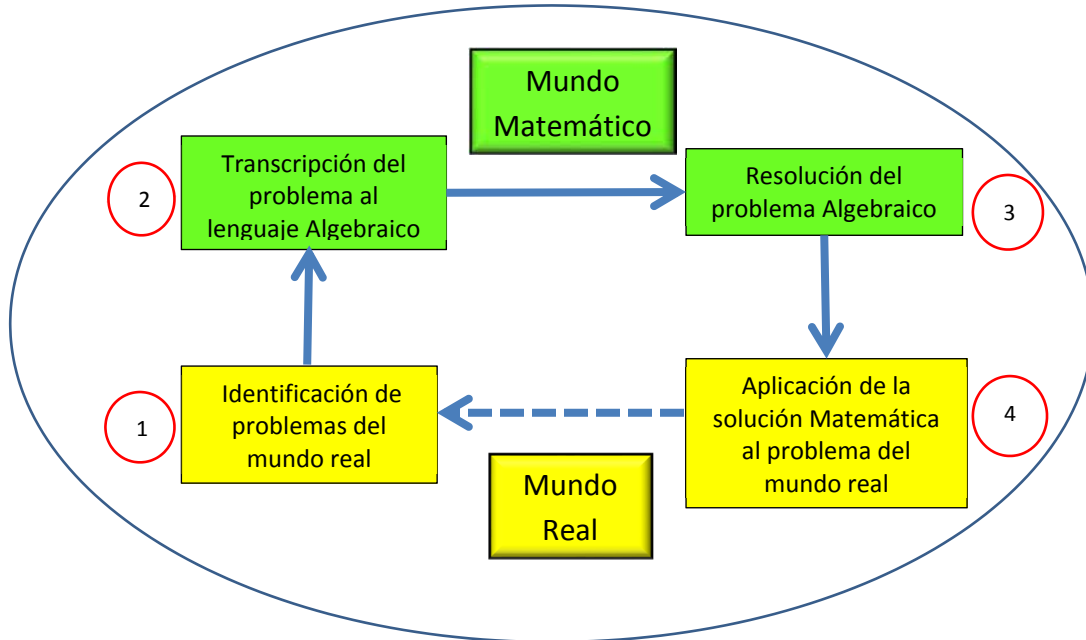 Mundo
Matemático
2
Transcripción del
problema al
lenguaje Algebraico
Resolución del
problema Algebraico
3
1
Identificación de
problemas del
mundo real
Aplicación de la
solución Matemática
al problema del
mundo real
4
Mundo
Real